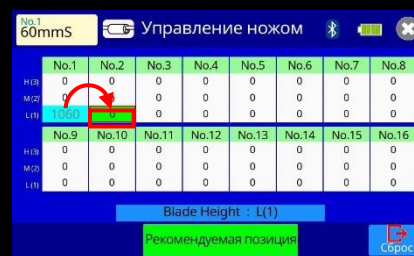 No.1
60mmS
Управление ножом
No.1 No.2 No.3 No.4 No.5 No.6 No.7 No.8
H(3) 0 0 0 0 0 0 0 0
M(2) 0 0 0 0 0 0 0 0
L(1) 1060 0 0 0 0 0 0 0
No.9 No.10 No.11 No.12 No.13 No.14 No.15 No.16
H(3) 0 0 0 0 0 0 0 0
M(2) 0 0 0 0 0 0 0 0
L(1) 0 0 0 0 0 0 0 0
Blade Height : L(1)
Рекомендуемая позиция
Сброс